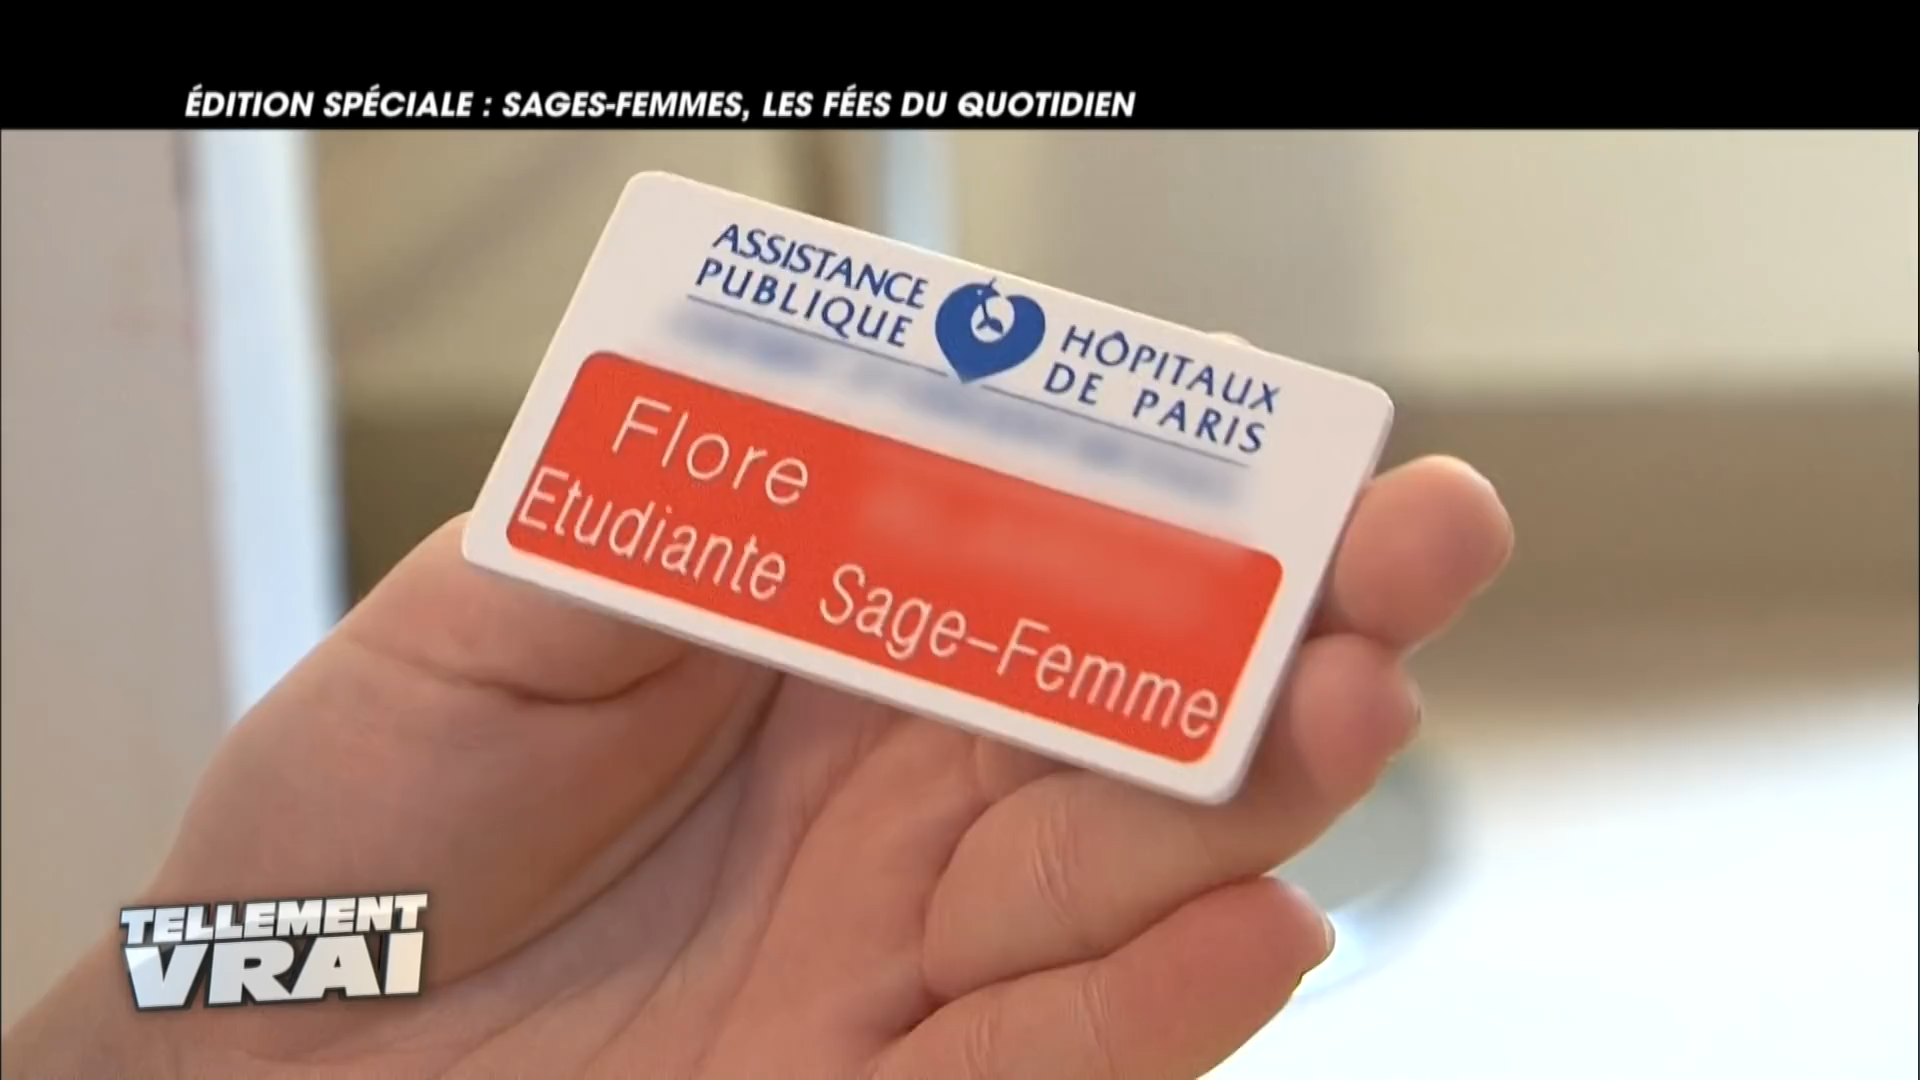 ÉDITION SPÉCIALE : SAGES-FEMMES, LES FÉES DU QUOTIDIEN
ASSISTANCE
PUBLIQUE
HÔPITAUX
DE PARIS
Flore
Etudiante Sage-Femme
TELLEMENT
VRAI